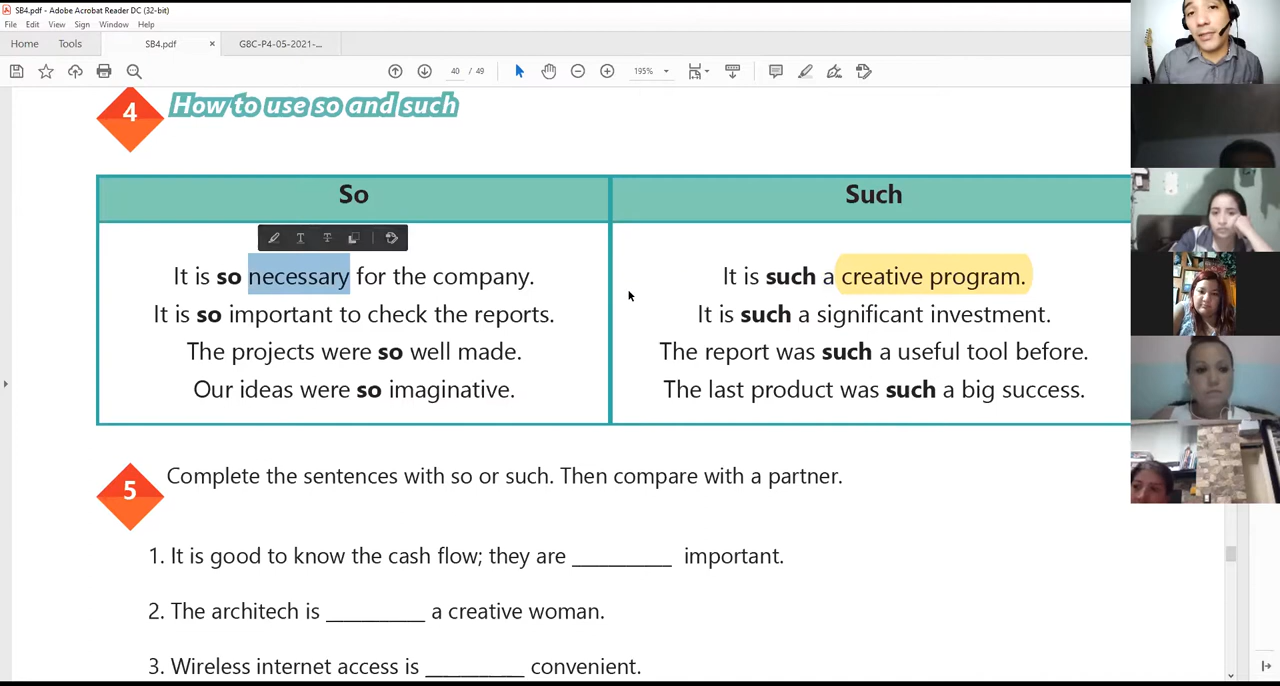 SB4.pdf - Adobe Acrobat Reader DC (32-bit)
File Edit View Sign Window Help
Home Tools SB4.pdf × GBC-P4-05-2021-...
40 / 49 195%
4 How to use so and such
So Such
It is so necessary for the company. It is such a creative program.
It is so important to check the reports. It is such a significant investment.
The projects were so well made. The report was such a useful tool before.
Our ideas were so imaginative. The last product was such a big success.
5 Complete the sentences with so or such. Then compare with a partner.
1. It is good to know the cash flow; they are _________ important.
2. The architech is _________ a creative woman.
3. Wireless internet access is _________ convenient.